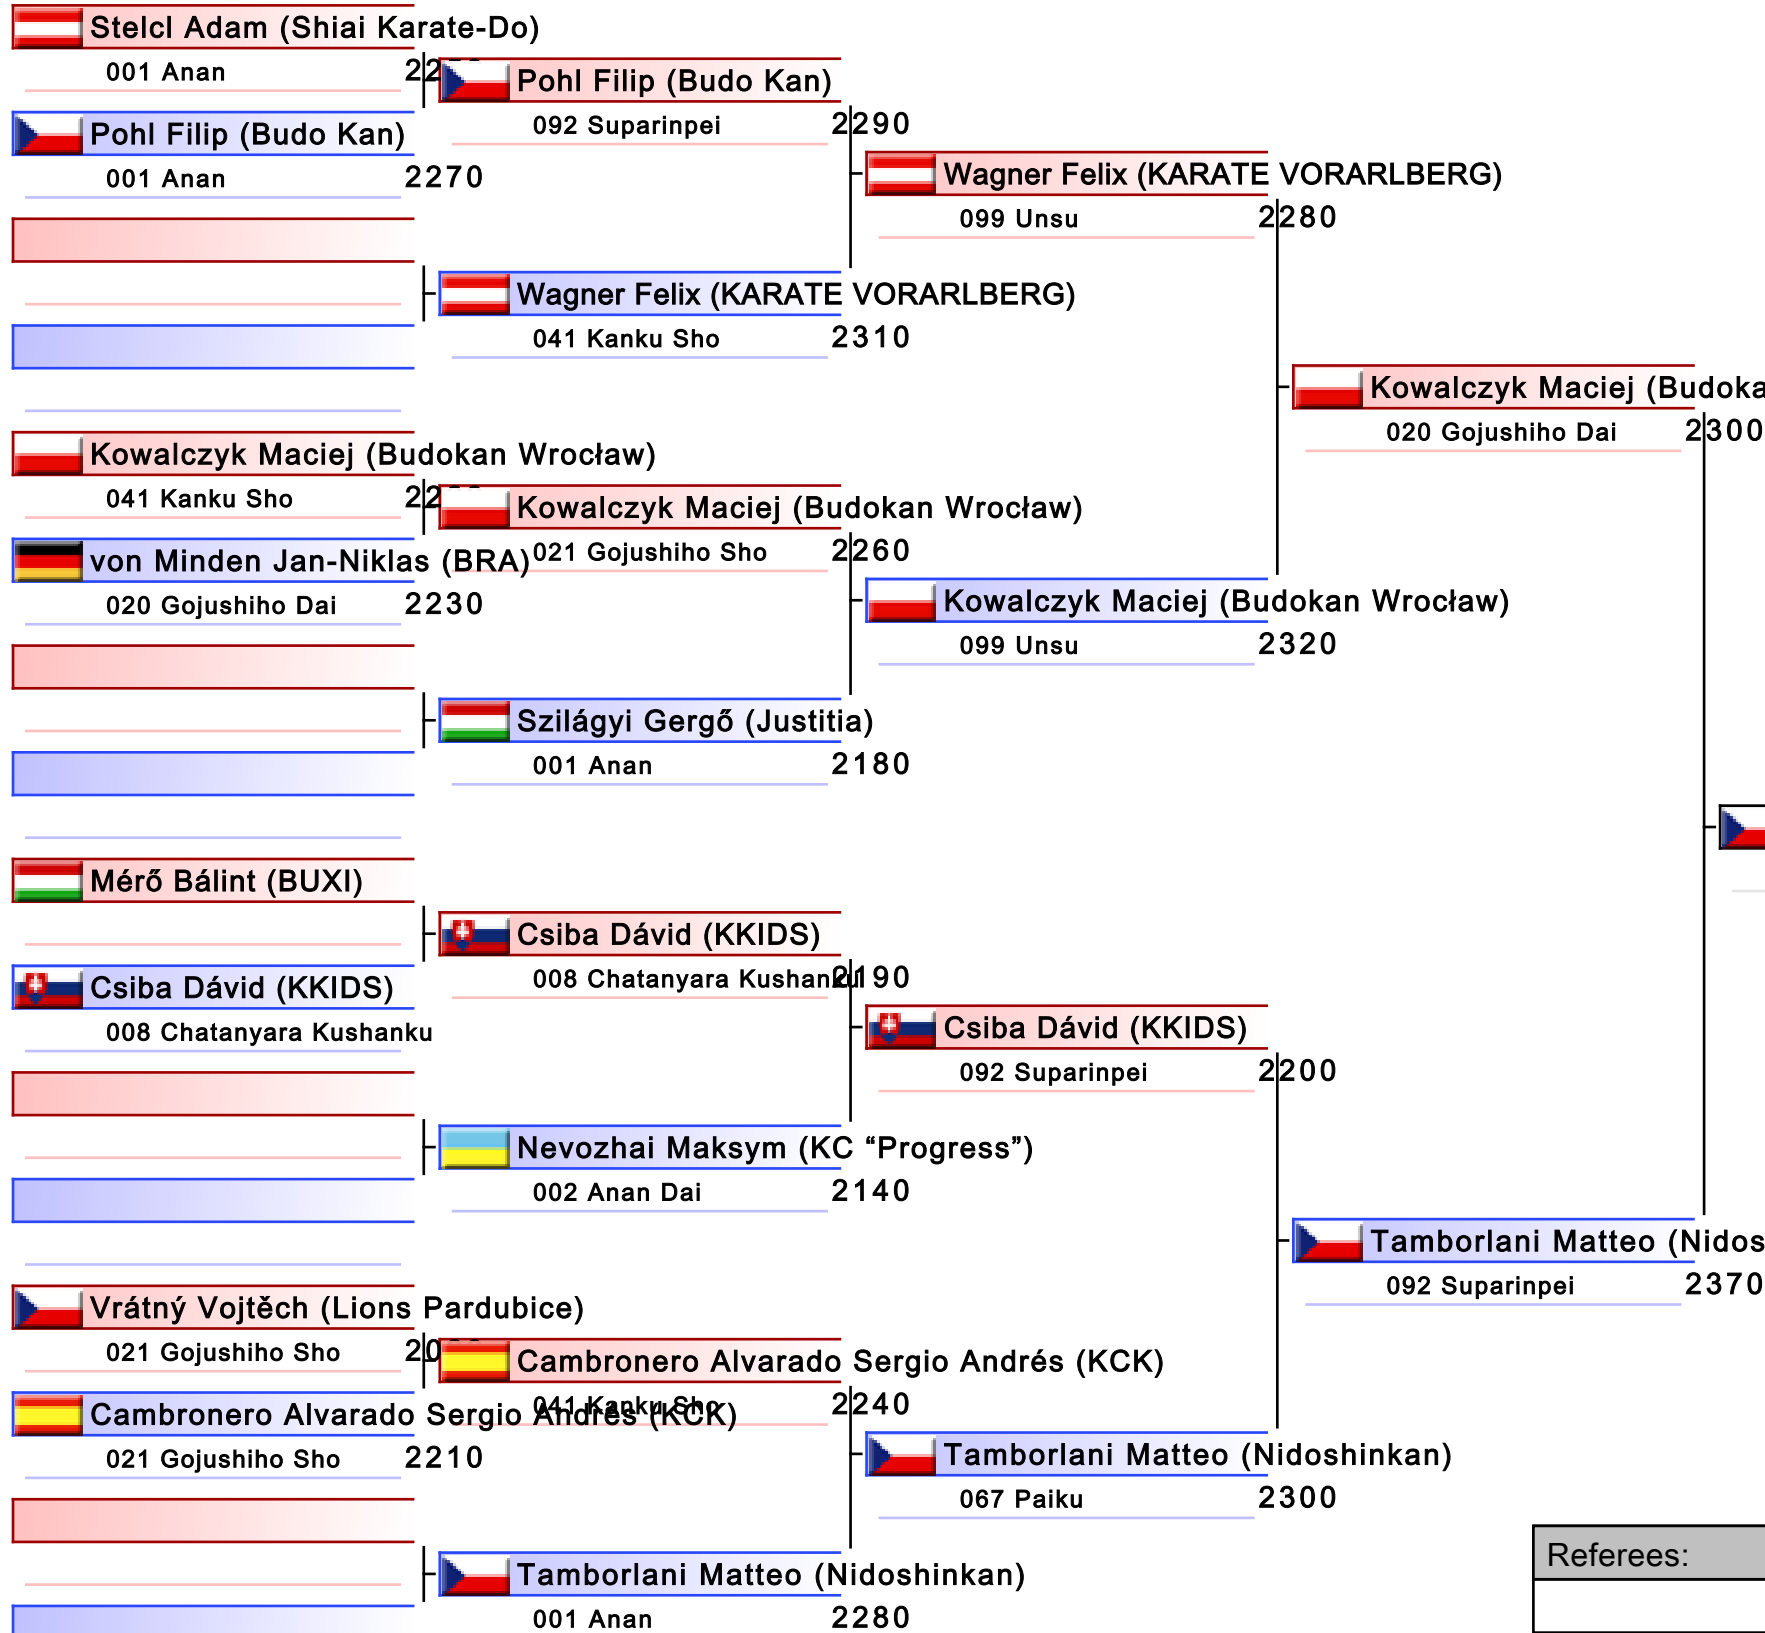 Stelcl Adam (Shiai Karate-Do)
001 Anan
Pohl Filip (Budo Kan)
001 Anan 2270
Kowalczyk Maciej (Budokan Wrocław)
041 Kanku Sho
von Minden Jan-Niklas (BRA)
020 Gojushiho Dai 2230
Mérő Bálint (BUXI)
Csiba Dávid (KKIDS)
008 Chatanyara Kushanku
Vrátný Vojtěch (Lions Pardubice)
021 Gojushiho Sho
Cambronero Alvarado Sergio Andrés (KCK)
021 Gojushiho Sho 2210
Pohl Filip (Budo Kan)
092 Suparinpei 2290
Wagner Felix (KARATE VORARLBERG)
041 Kanku Sho 2310
Kowalczyk Maciej (Budokan Wrocław)
021 Gojushiho Sho 2260
Szilágyi Gergő (Justitia)
001 Anan 2180
Csiba Dávid (KKIDS)
008 Chatanyara Kushanku 2190
Nevozhai Maksym (KC “Progress”)
002 Anan Dai 2140
Cambronero Alvarado Sergio Andrés (KCK)
041 Kanku Sho 2240
Tamborlani Matteo (Nidoshinkan)
001 Anan 2280
Wagner Felix (KARATE VORARLBERG)
099 Unsu 2280
Kowalczyk Maciej (Budokan Wrocław)
099 Unsu 2320
Csiba Dávid (KKIDS)
092 Suparinpei 2200
Tamborlani Matteo (Nidoshinkan)
067 Paiku 2300
Kowalczyk Maciej (Budoka
020 Gojushiho Dai 2300
Tamborlani Matteo (Nidos
092 Suparinpei 2370
Referees: